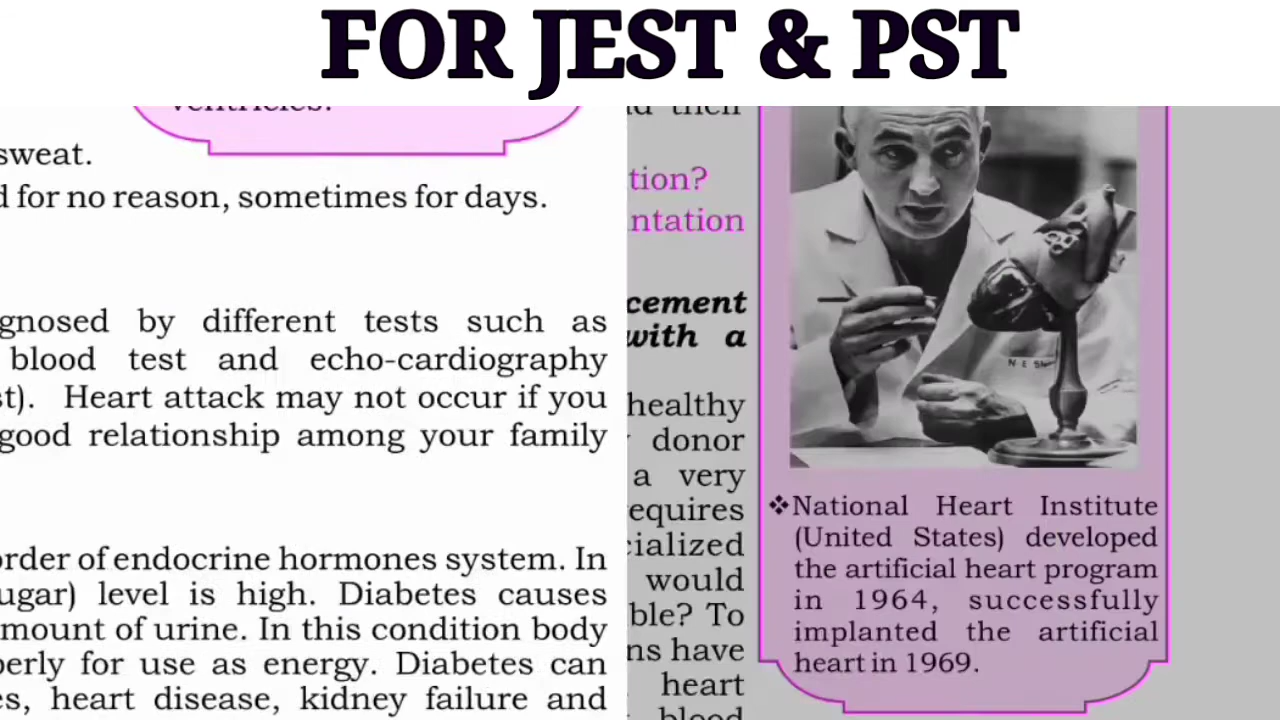 FOR JEST & PST
ventricles.
sweat.
for no reason, sometimes for days.
gnosed by different tests such as
blood test and echo-cardiography
st). Heart attack may not occur if you
good relationship among your family
rder of endocrine hormones system. In
ugar) level is high. Diabetes causes
mount of urine. In this condition body
perly for use as energy. Diabetes can
es, heart disease, kidney failure and
their
tion?
ntation
cement
with a
healthy
donor
a very
equires
cialized
would
ble? To
ns have
heart
blood
N E Sh
❖National Heart Institute
(United States) developed
the artificial heart program
in 1964, successfully
implanted the artificial
heart in 1969.